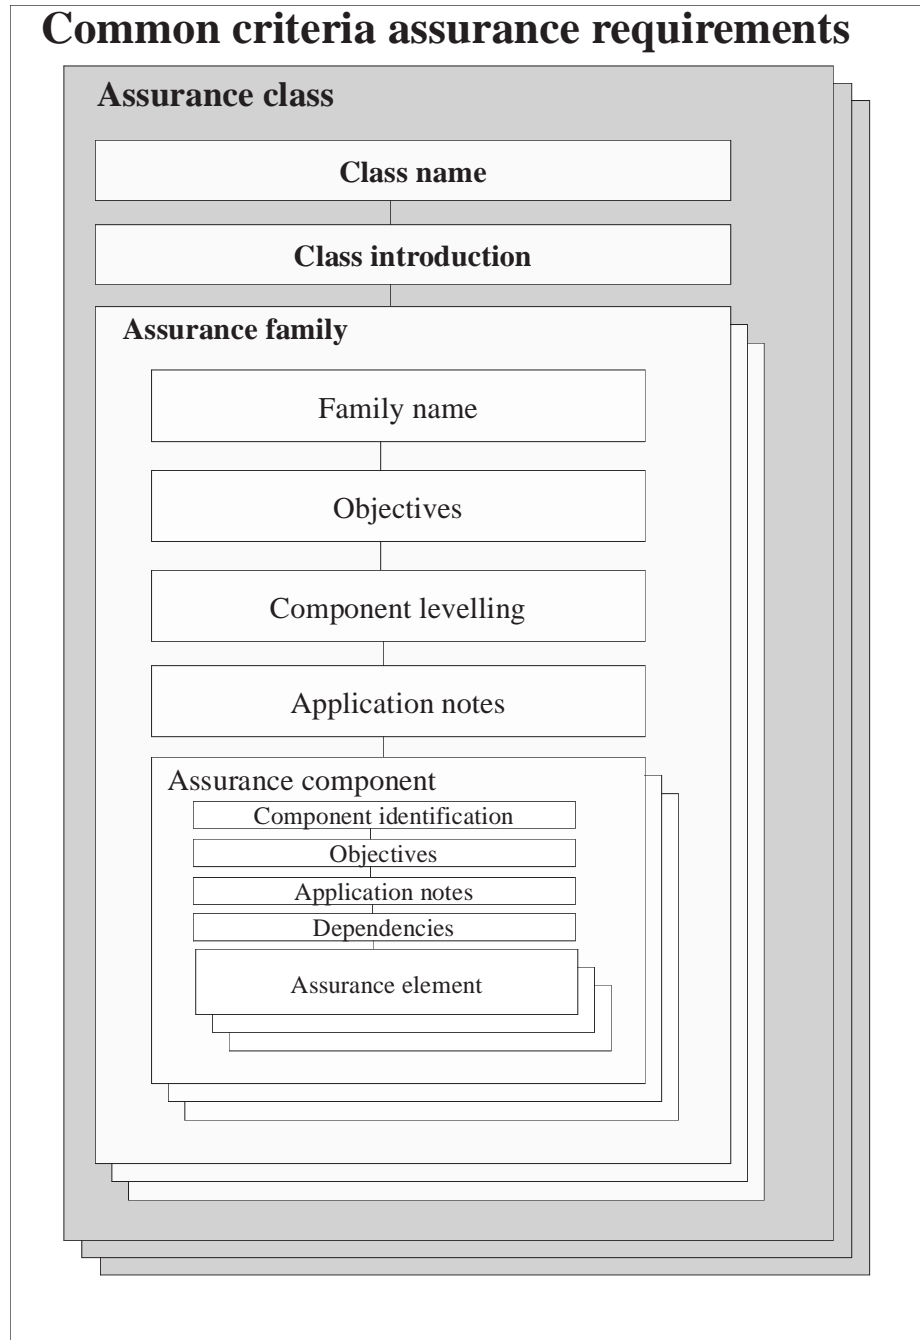 Common criteria assurance requirements
Assurance class
Class name
Class introduction
Assurance family
Family name
Objectives
Component levelling
Application notes
Assurance component
Component identification
Objectives
Application notes
Dependencies
Assurance element